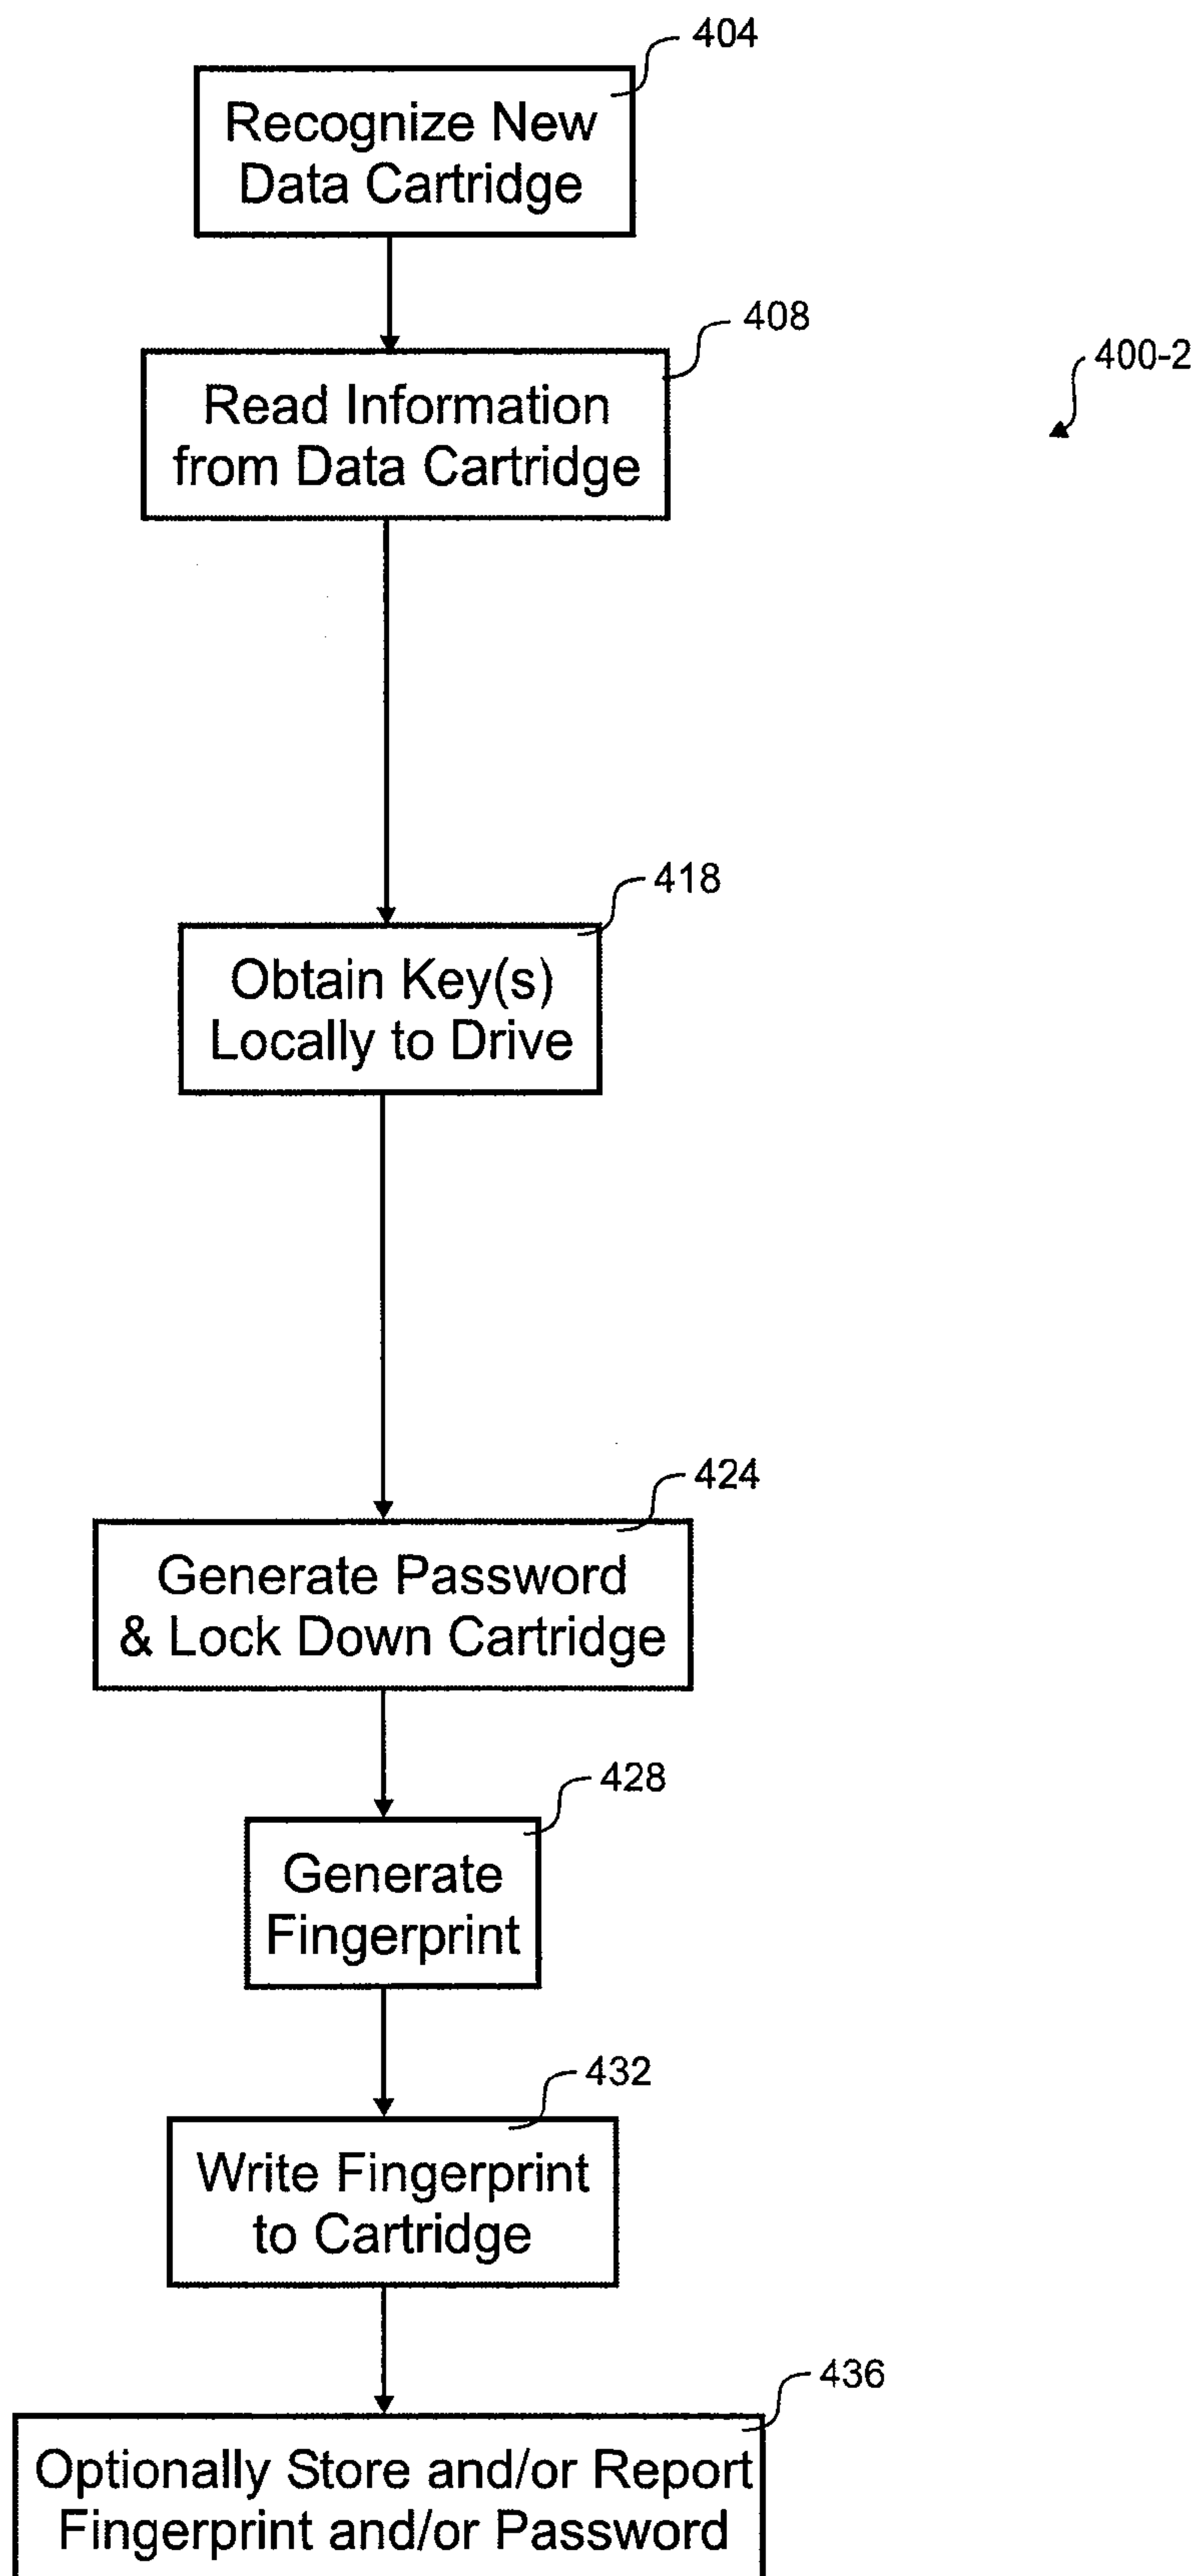 404
Recognize New
Data Cartridge
408
400-2
Read Information
from Data Cartridge
418
Obtain Key(s)
Locally to Drive
424
Generate Password
& Lock Down Cartridge
428
Generate
Fingerprint
432
Write Fingerprint
to Cartridge
436
Optionally Store and/or Report
Fingerprint and/or Password